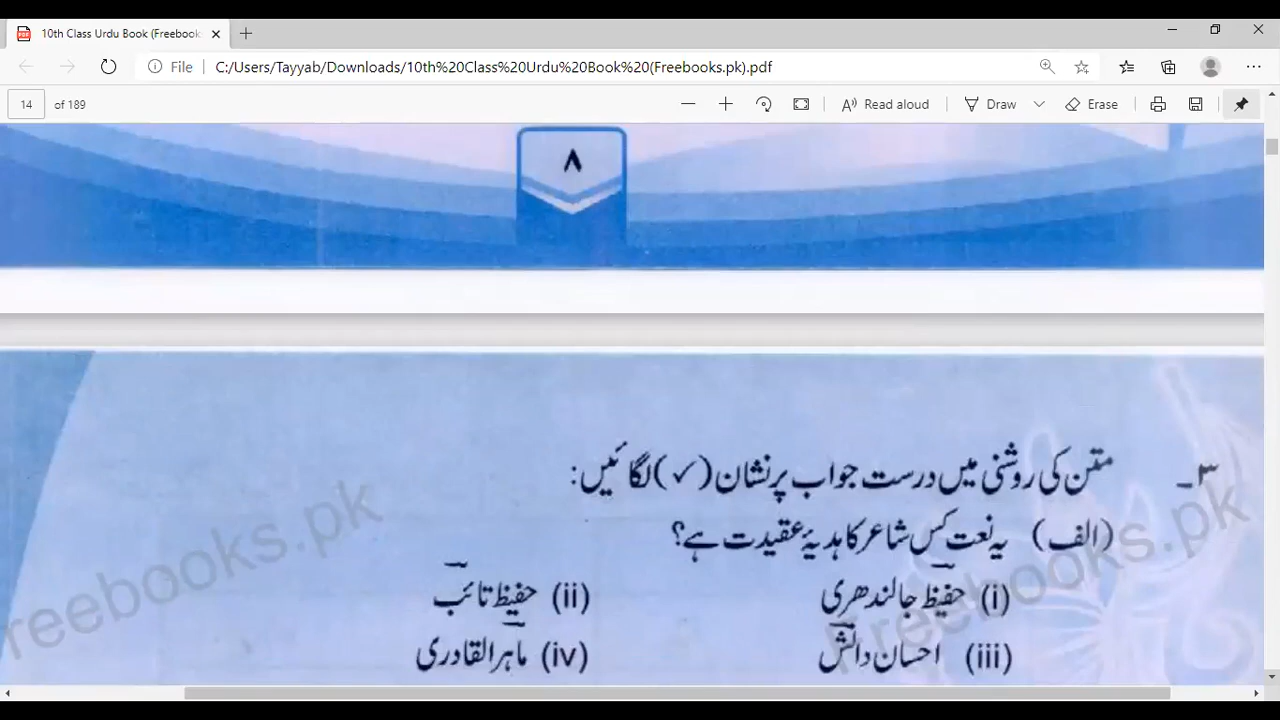 10th Class Urdu Book (Freebook
File C:/Users/Tayyab/Downloads/10th%20Class%20Urdu%20Book%20(Freebooks.pk).pdf
14 of 189 Read aloud Draw Erase
۸
۳۔ متن کی روشنی میں درست جواب پر نشان (✓) لگائیں:
(الف) یہ نعت کس شاعر کا ہدیۂ عقیدت ہے؟
(i) حفیظ جالندھری (ii) حفیظ تائب
(iii) احسان دانش (iv) ماہر القادری
freebooks.pk
freebooks.pk